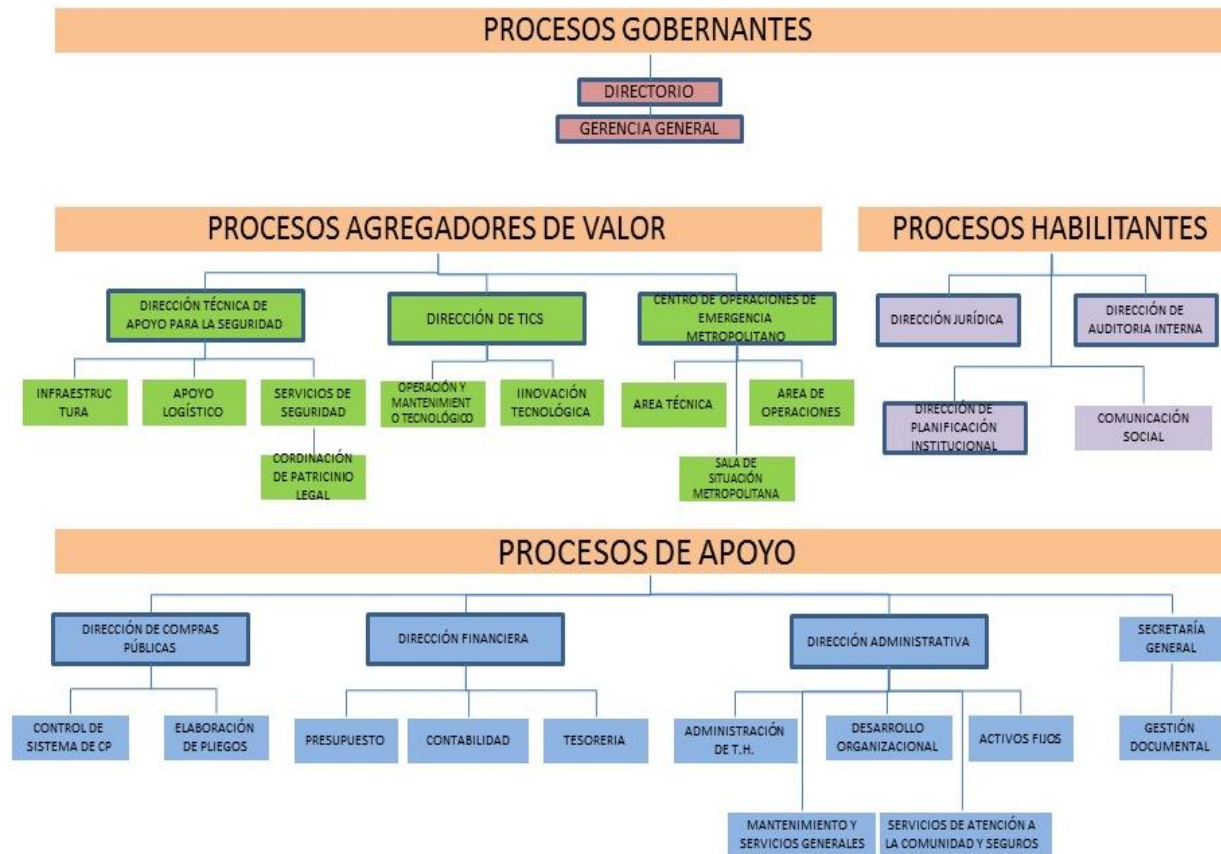 PROCESOS GOBERNANTES
DIRECTORIO
GERENCIA GENERAL
PROCESOS AGREGADORES DE VALOR
PROCESOS HABILITANTES
DIRECCIÓN TÉCNICA DE
APOYO PARA LA SEGURIDAD
DIRECCIÓN DE TICS
CENTRO DE OPERACIONES DE
EMERGENCIA
METROPOLITANO
DIRECCIÓN JURÍDICA
DIRECCIÓN DE
AUDITORIA INTERNA
INFRAESTRUC
TURA
APOYO
LOGÍSTICO
SERVICIOS DE
SEGURIDAD
OPERACIÓN Y
MANTENIMIENT
O TECNOLÓGICO
IINOVACIÓN
TECNOLÓGICA
AREA TÉCNICA
AREA DE
OPERACIONES
DIRECCIÓN DE
PLANIFICACIÓN
INSTITUCIONAL
COMUNICACIÓN
SOCIAL
CORDINACIÓN
DE PATRICINIO
LEGAL
SALA DE
SITUACIÓN
METROPOLITANA
PROCESOS DE APOYO
DIRECCIÓN DE COMPRAS
PÚBLICAS
DIRECCIÓN FINANCIERA
DIRECCIÓN ADMINISTRATIVA
SECRETARÍA
GENERAL
CONTROL DE
SISTEMA DE CP
ELABORACIÓN
DE PLIEGOS
PRESUPUESTO
CONTABILIDAD
TESORERIA
ADMINISTRACIÓN
DE T.H.
DESARROLLO
ORGANIZACIONAL
ACTIVOS FIJOS
GESTIÓN
DOCUMENTAL
MANTENIMIENTO Y
SERVICIOS GENERALES
SERVICIOS DE ATENCIÓN A
LA COMUNIDAD Y SEGUROS